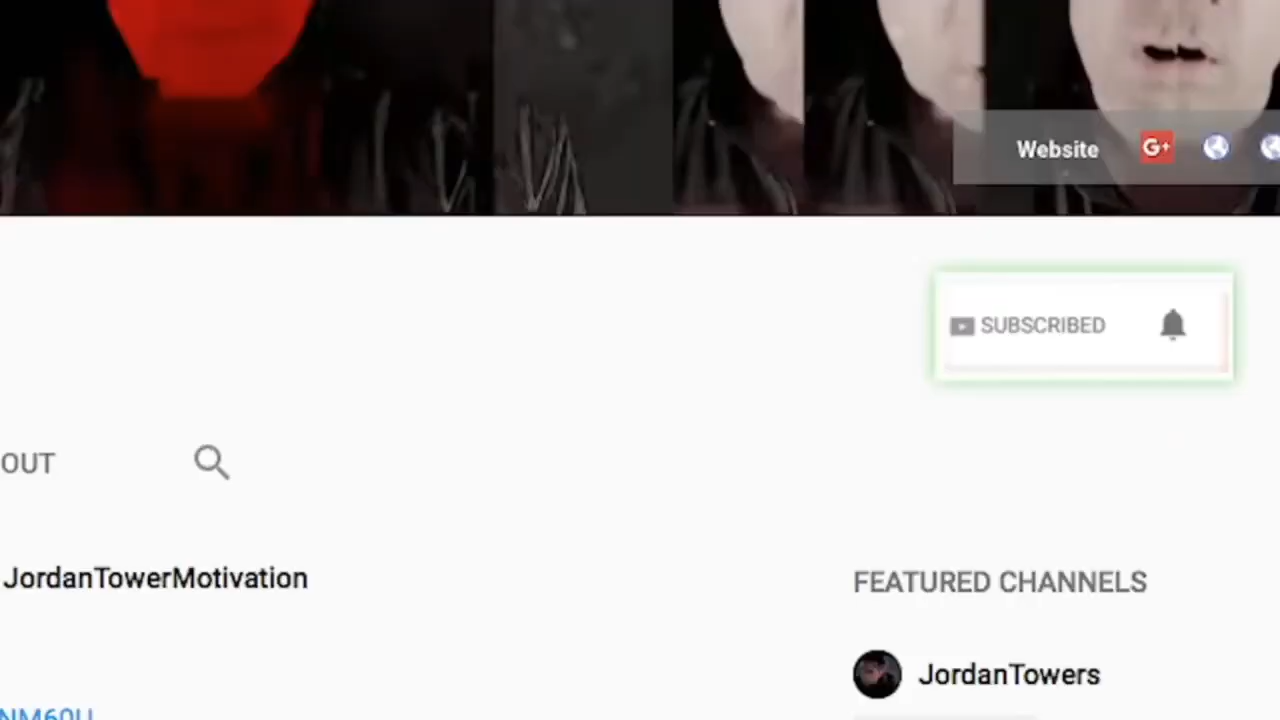 Website G+
SUBSCRIBED
OUT
JordanTowerMotivation
FEATURED CHANNELS
JordanTowers